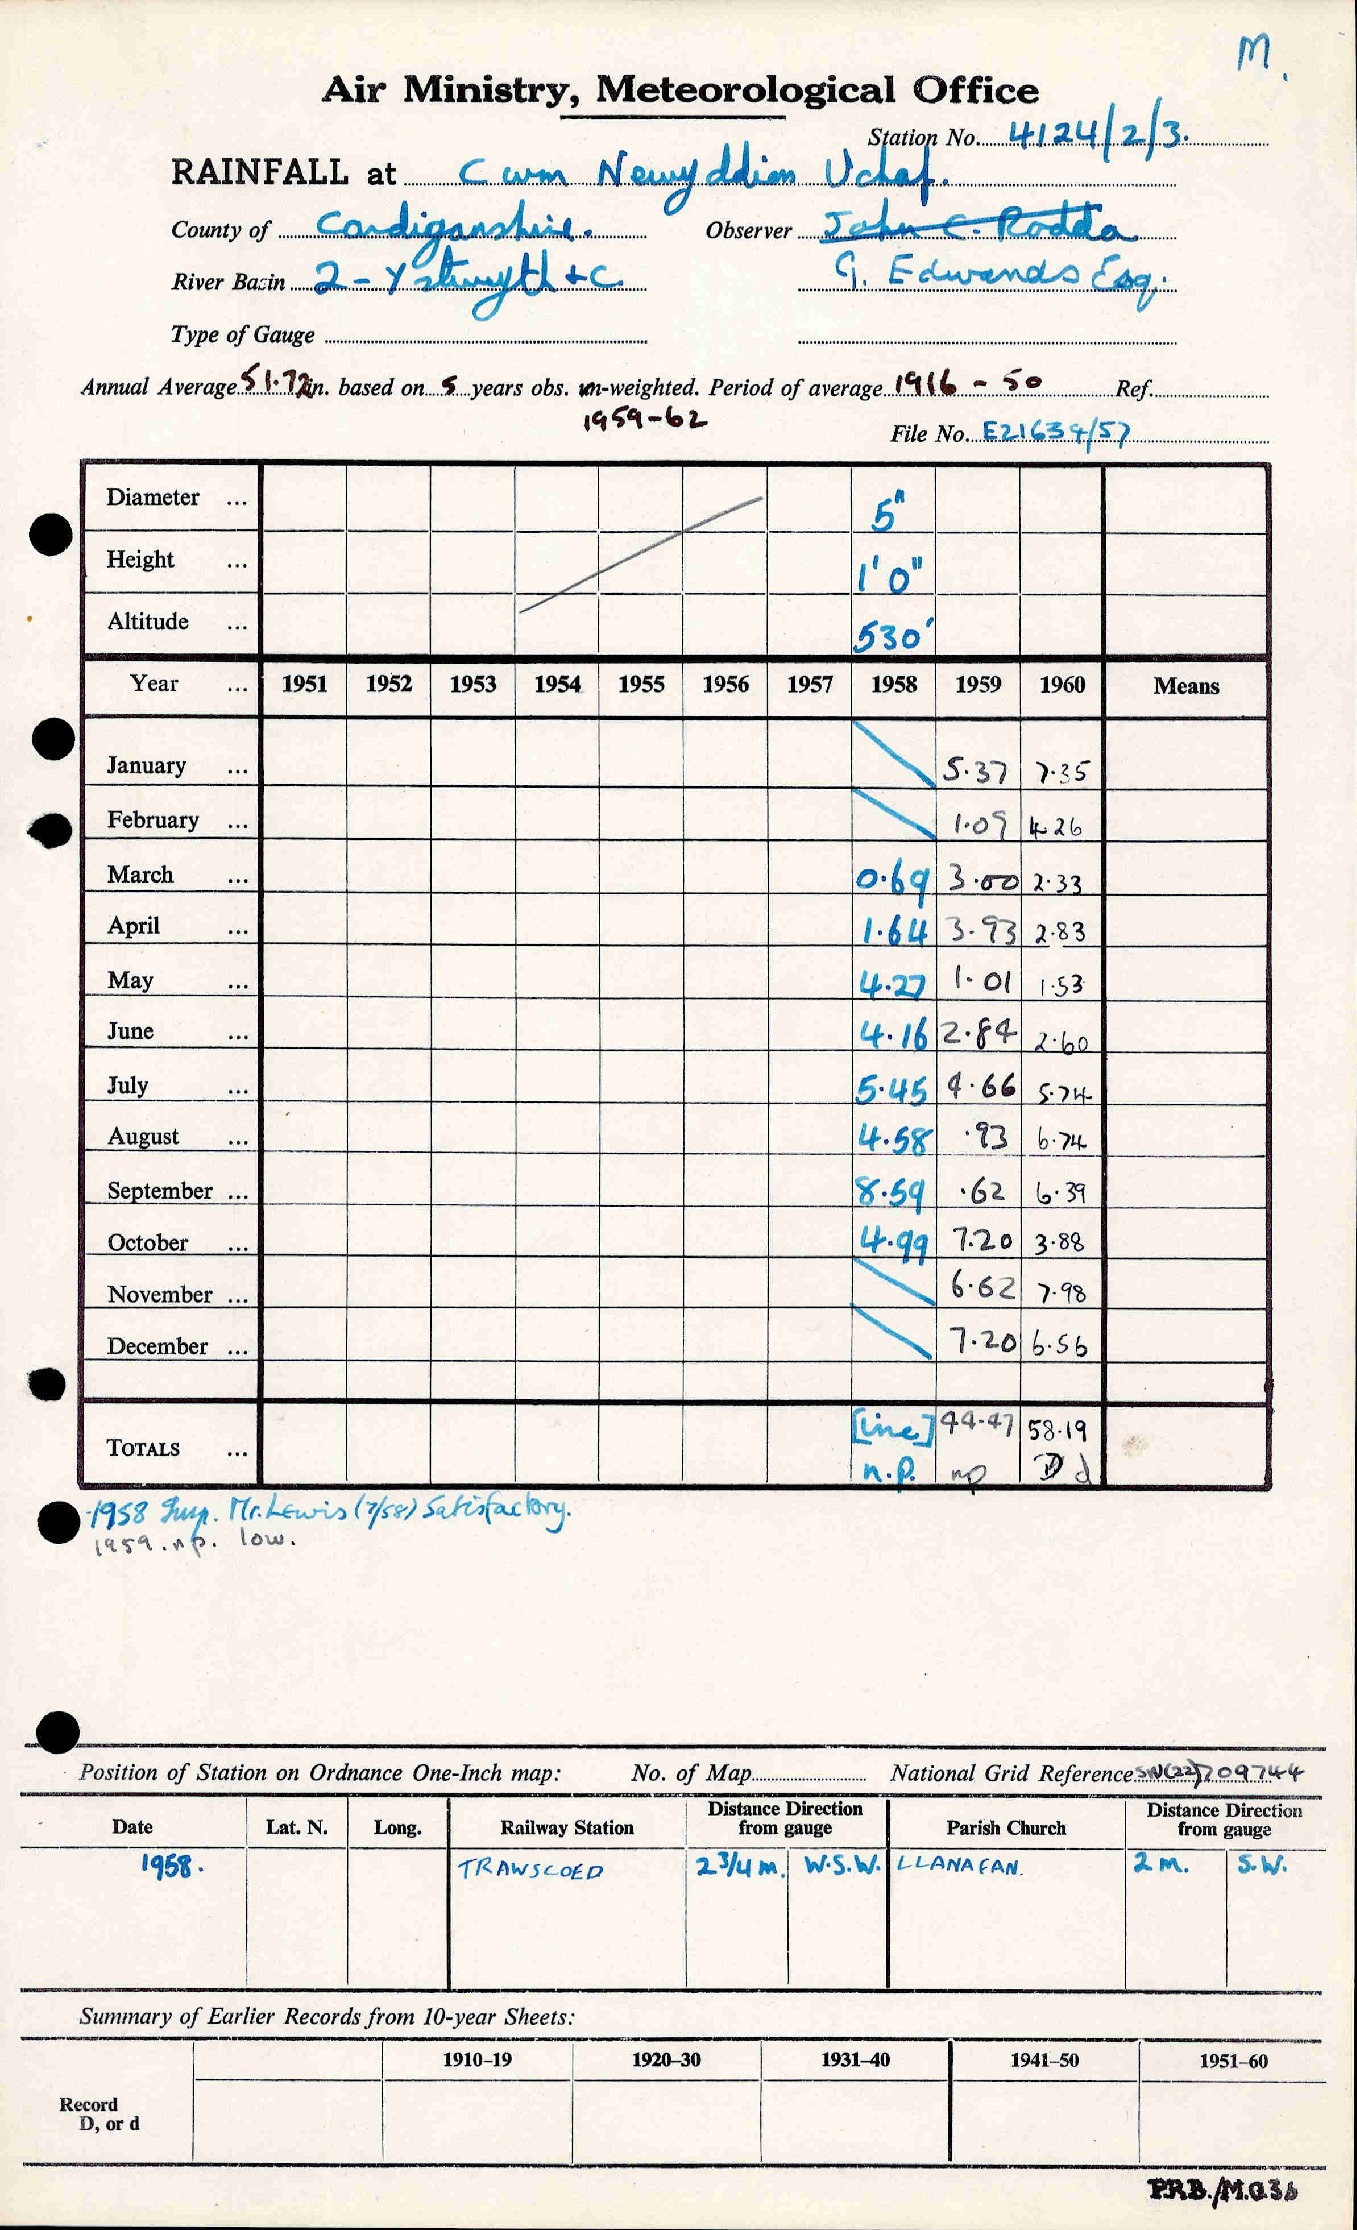 M.
Air Ministry, Meteorological Office
Station No. 4124/2/3.
RAINFALL at Cwm Newyddion Uchaf.
County of Cardiganshire. Observer John C. Rodda
River Basin 2 - Ystwyth + C. G. Edwards Esq.
Type of Gauge
Annual Average 51.72 in. based on 5 years obs. un-weighted. Period of average 1916 - 50 Ref.
1959-62
File No. E21634/57
Diameter ... 5"
Height ... 1'0"
Altitude ... 530'
Year ... 1951 1952 1953 1954 1955 1956 1957 1958 1959 1960 Means
January ... 5.37 7.35
February ... 1.09 4.26
March ... 0.69 3.00 2.33
April ... 1.64 3.93 2.83
May ... 4.27 1.01 1.53
June ... 4.16 2.84 2.60
July ... 5.45 4.66 5.74
August ... 4.58 .93 6.74
September ... 8.59 .62 6.39
October ... 4.99 7.20 3.88
November ... 6.62 7.98
December ... 7.20 6.56
TOTALS ... [inc] 44.47 58.19
n.p. np D d
1958 Insp. Mr. Lewis (7/58) Satisfactory.
1959. np. low.
Position of Station on Ordnance One-Inch map: No. of Map National Grid Reference SN(22)709744
Date Lat. N. Long. Railway Station Distance Direction from gauge Parish Church Distance Direction from gauge
1958. TRAWSCOED 2 3/4 m. W.S.W. LLANAFAN. 2 m. S.W.
Summary of Earlier Records from 10-year Sheets:
1910–19 1920–30 1931–40 1941–50 1951–60
Record
D, or d